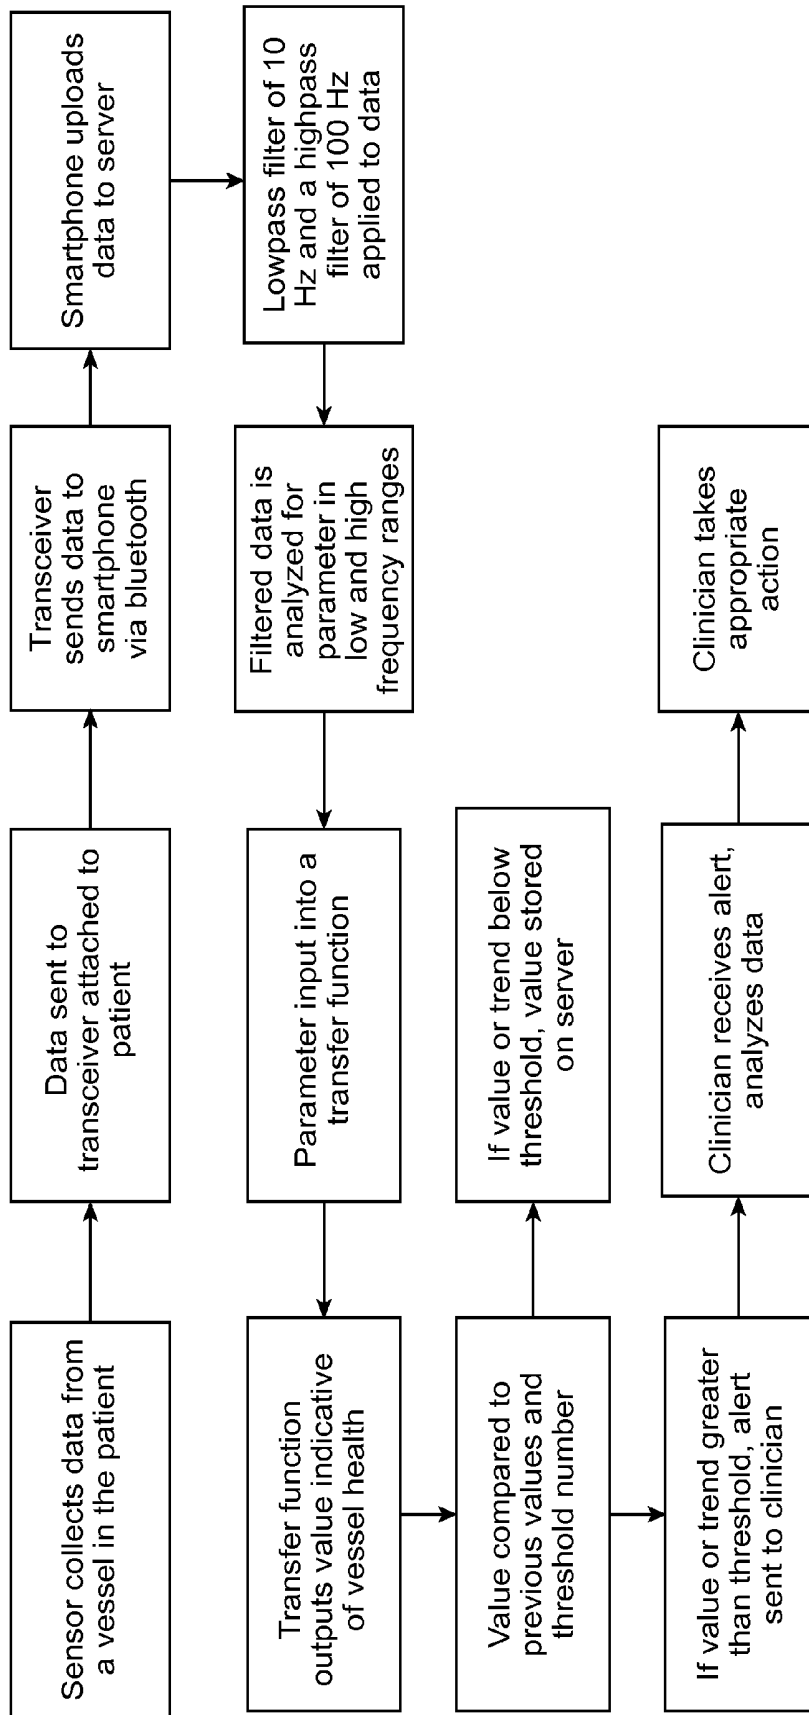 Sensor collects data from
a vessel in the patient
Data sent to
transceiver attached to
patient
Transceiver
sends data to
smartphone
via bluetooth
Smartphone uploads
data to server
Lowpass filter of 10
Hz and a highpass
filter of 100 Hz
applied to data
Filtered data is
analyzed for
parameter in
low and high
frequency ranges
Parameter input into a
transfer function
Transfer function
outputs value indicative
of vessel health
Value compared to
previous values and
threshold number
If value or trend below
threshold, value stored
on server
If value or trend greater
than threshold, alert
sent to clinician
Clinician receives alert,
analyzes data
Clinician takes
appropriate
action